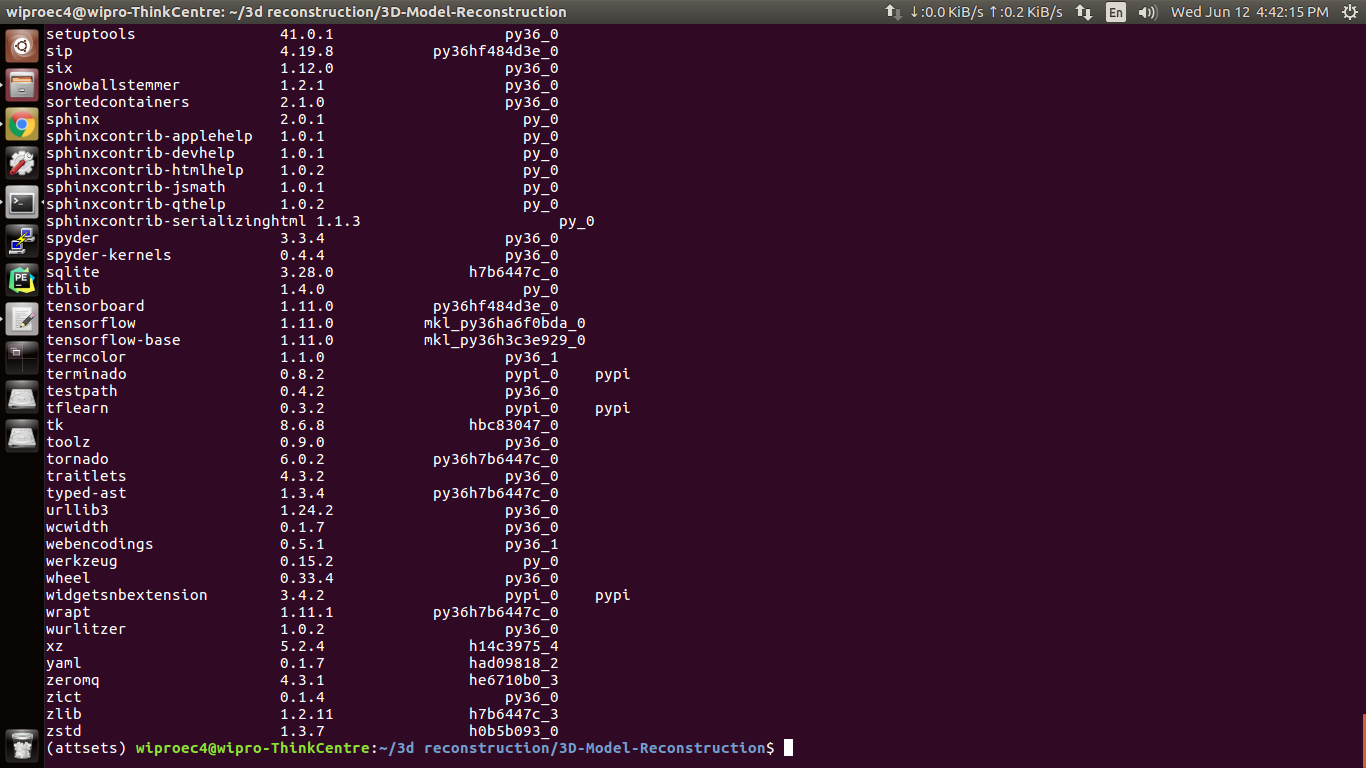 wiproec4@wipro-ThinkCentre: ~/3d reconstruction/3D-Model-Reconstruction ↓:0.0 KiB/s ↑:0.2 KiB/s En Wed Jun 12 4:42:15 PM
setuptools 41.0.1 py36_0
sip 4.19.8 py36hf484d3e_0
six 1.12.0 py36_0
snowballstemmer 1.2.1 py36_0
sortedcontainers 2.1.0 py36_0
sphinx 2.0.1 py_0
sphinxcontrib-applehelp 1.0.1 py_0
sphinxcontrib-devhelp 1.0.1 py_0
sphinxcontrib-htmlhelp 1.0.2 py_0
sphinxcontrib-jsmath 1.0.1 py_0
sphinxcontrib-qthelp 1.0.2 py_0
sphinxcontrib-serializinghtml 1.1.3 py_0
spyder 3.3.4 py36_0
spyder-kernels 0.4.4 py36_0
sqlite 3.28.0 h7b6447c_0
tblib 1.4.0 py_0
tensorboard 1.11.0 py36hf484d3e_0
tensorflow 1.11.0 mkl_py36ha6f0bda_0
tensorflow-base 1.11.0 mkl_py36h3c3e929_0
termcolor 1.1.0 py36_1
terminado 0.8.2 pypi_0 pypi
testpath 0.4.2 py36_0
tflearn 0.3.2 pypi_0 pypi
tk 8.6.8 hbc83047_0
toolz 0.9.0 py36_0
tornado 6.0.2 py36h7b6447c_0
traitlets 4.3.2 py36_0
typed-ast 1.3.4 py36h7b6447c_0
urllib3 1.24.2 py36_0
wcwidth 0.1.7 py36_0
webencodings 0.5.1 py36_1
werkzeug 0.15.2 py_0
wheel 0.33.4 py36_0
widgetsnbextension 3.4.2 pypi_0 pypi
wrapt 1.11.1 py36h7b6447c_0
wurlitzer 1.0.2 py36_0
xz 5.2.4 h14c3975_4
yaml 0.1.7 had09818_2
zeromq 4.3.1 he6710b0_3
zict 0.1.4 py36_0
zlib 1.2.11 h7b6447c_3
zstd 1.3.7 h0b5b093_0
(attsets) wiproec4@wipro-ThinkCentre:~/3d reconstruction/3D-Model-Reconstruction$
PE